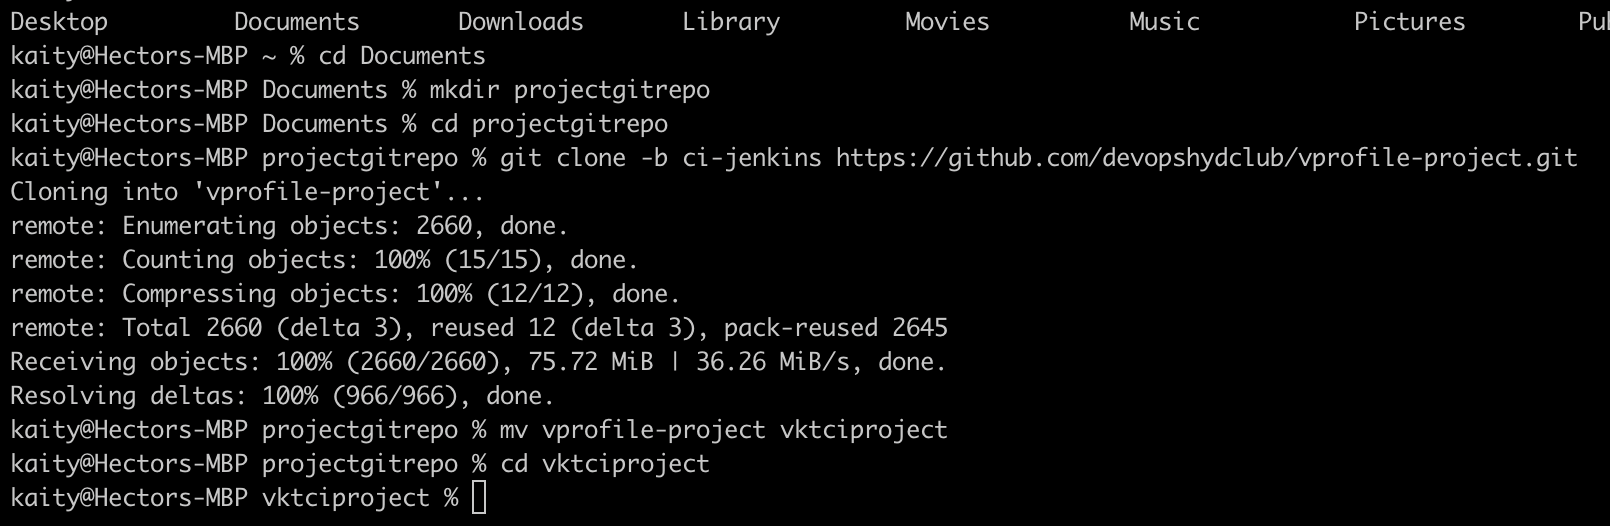 Desktop Documents Downloads Library Movies Music Pictures
kaity@Hectors-MBP ~ % cd Documents
kaity@Hectors-MBP Documents % mkdir projectgitrepo
kaity@Hectors-MBP Documents % cd projectgitrepo
kaity@Hectors-MBP projectgitrepo % git clone -b ci-jenkins https://github.com/devopshydclub/vprofile-project.git
Cloning into 'vprofile-project'...
remote: Enumerating objects: 2660, done.
remote: Counting objects: 100% (15/15), done.
remote: Compressing objects: 100% (12/12), done.
remote: Total 2660 (delta 3), reused 12 (delta 3), pack-reused 2645
Receiving objects: 100% (2660/2660), 75.72 MiB | 36.26 MiB/s, done.
Resolving deltas: 100% (966/966), done.
kaity@Hectors-MBP projectgitrepo % mv vprofile-project vktciproject
kaity@Hectors-MBP projectgitrepo % cd vktciproject
kaity@Hectors-MBP vktciproject %